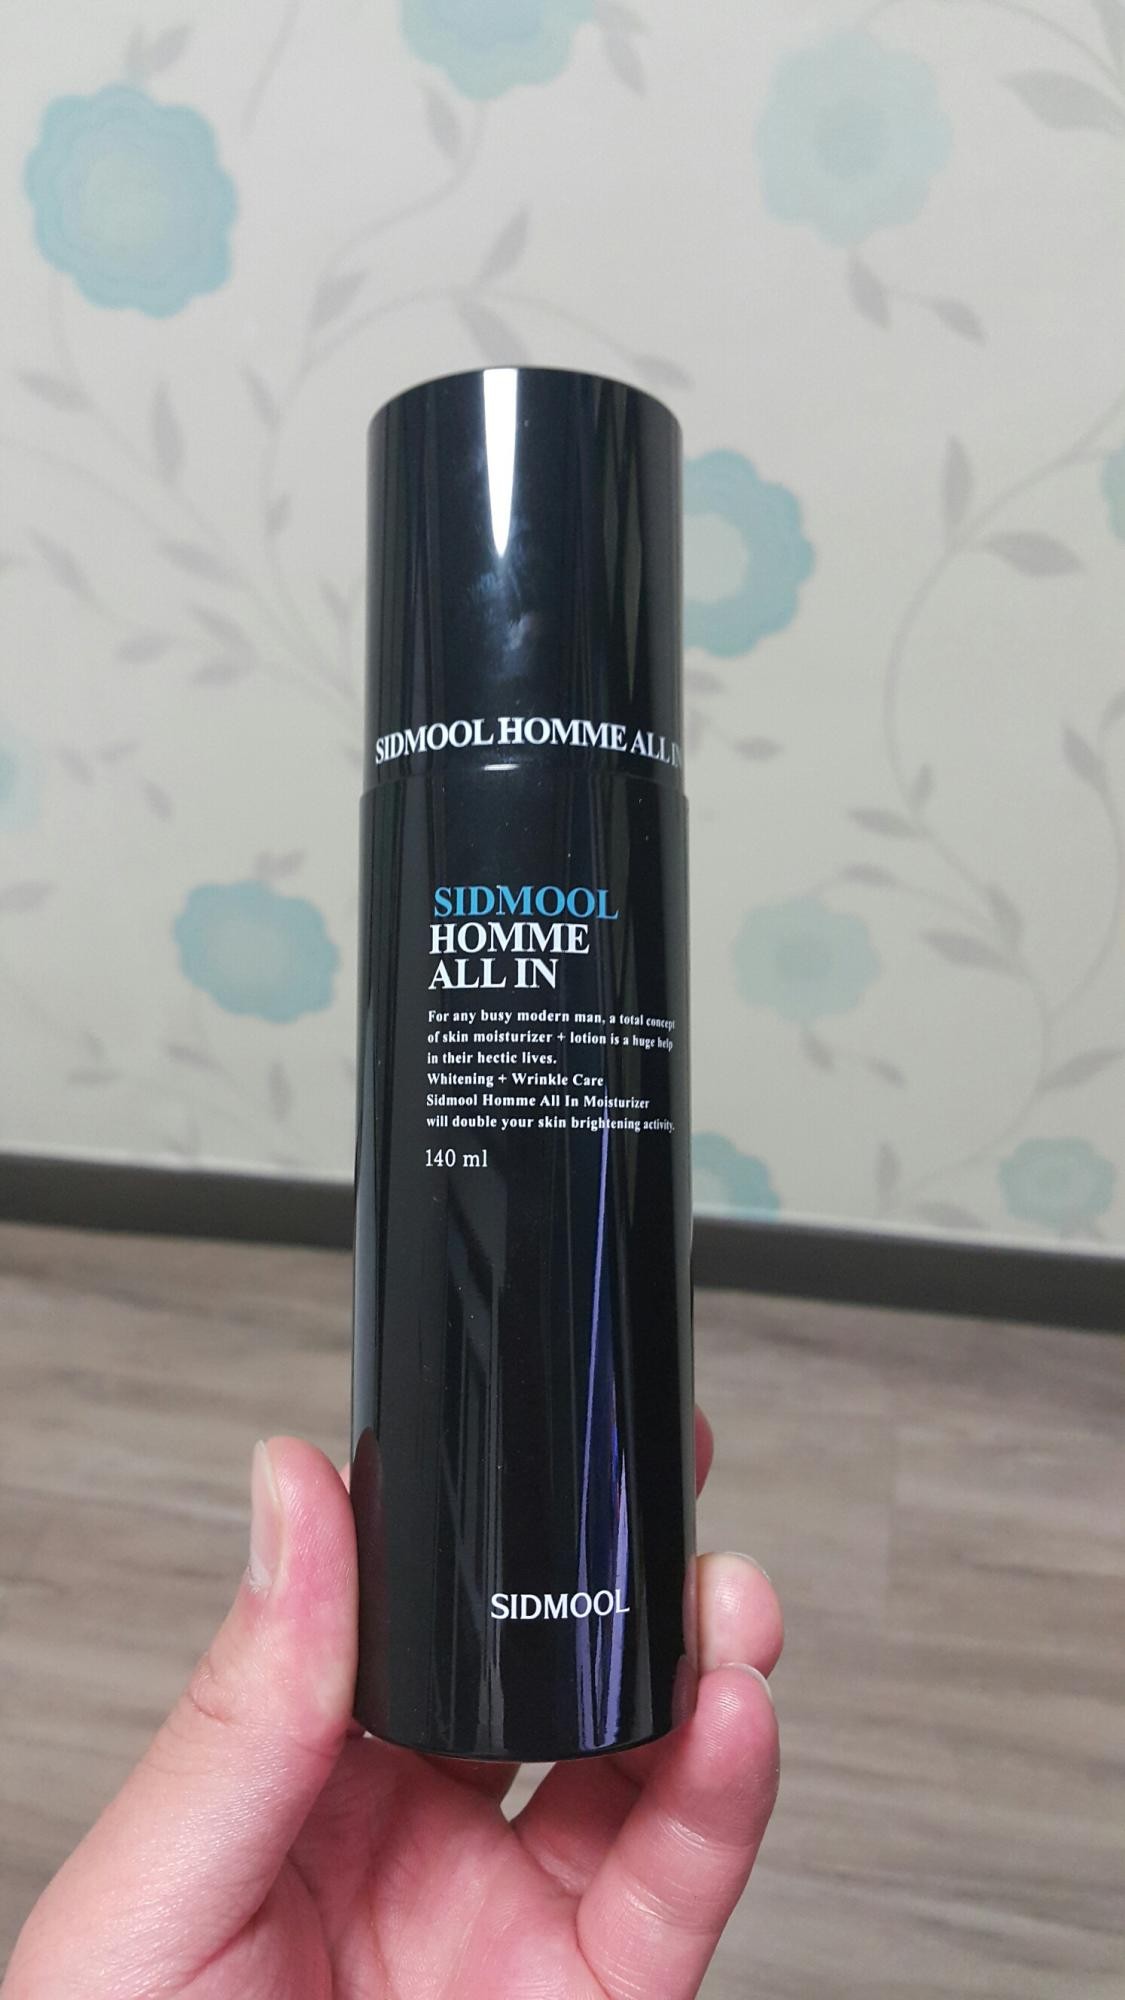 SIDMOOL HOMME ALL IN
SIDMOOL
HOMME
ALL IN
For any busy modern man, a total concept
of skin moisturizer + lotion is a huge help
in their hectic lives.
Whitening + Wrinkle Care
Sidmool Homme All In Moisturizer
will double your skin brightening activity.
140 ml
SIDMOOL